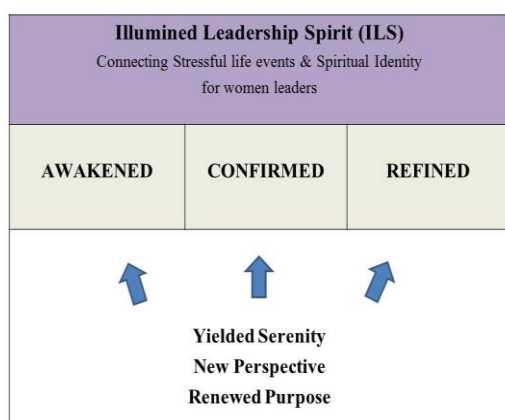 Illumined Leadership Spirit (ILS)
Connecting Stressful life events & Spiritual Identity
for women leaders
AWAKENED
CONFIRMED
REFINED
Yielded Serenity
New Perspective
Renewed Purpose